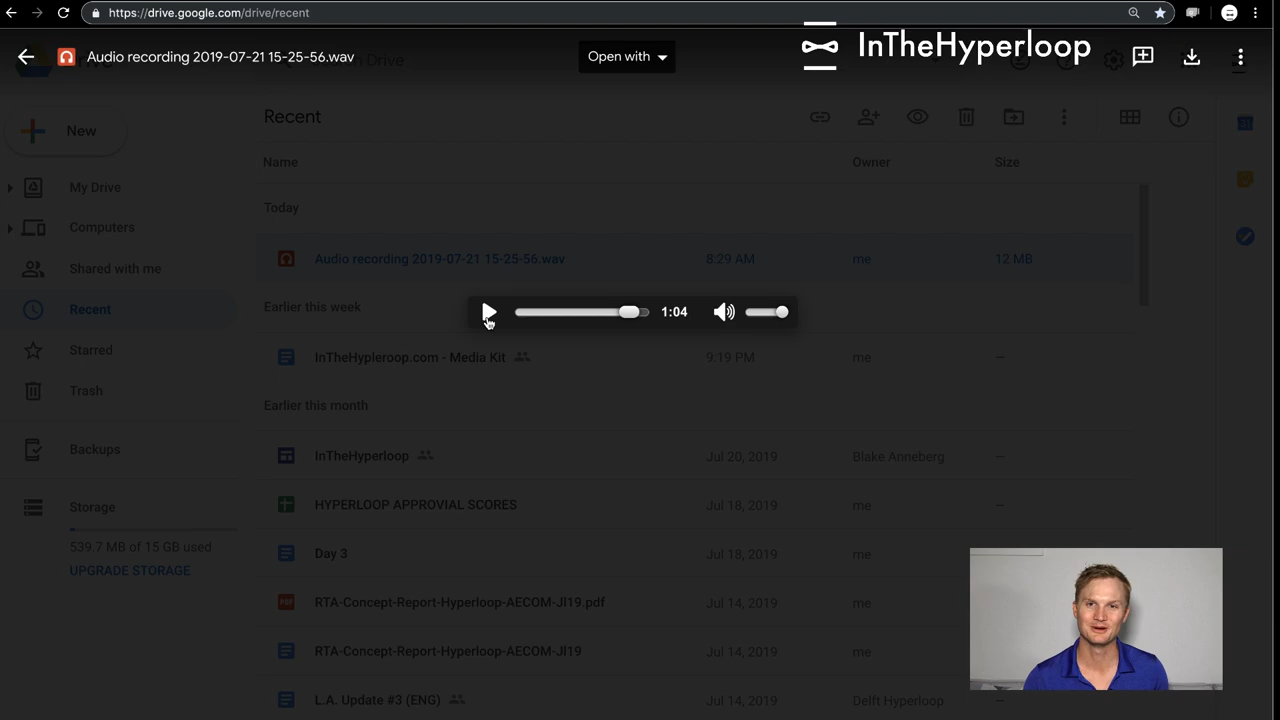 https://drive.google.com/drive/recent
Audio recording 2019-07-21 15-25-56.wav
Drive
Open with
InTheHyperloop
New
Recent
Name
Owner
Size
My Drive
Today
Computers
Audio recording 2019-07-21 15-25-56.wav 8:29 AM me 12 MB
Shared with me
Recent
Earlier this week
1:04
Starred
InTheHypleroop.com - Media Kit 9:19 PM me —
Trash
Earlier this month
Backups
InTheHyperloop Jul 20, 2019 Blake Anneberg —
Storage
HYPERLOOP APPROVIAL SCORES Jul 18, 2019 me —
539.7 MB of 15 GB used
Day 3 Jul 18, 2019 me
UPGRADE STORAGE
PDF RTA-Concept-Report-Hyperloop-AECOM-Jl19.pdf Jul 14, 2019 me
RTA-Concept-Report-Hyperloop-AECOM-Jl19 Jul 14, 2019 me
L.A. Update #3 (ENG) Jul 14, 2019 Delft Hyperloop